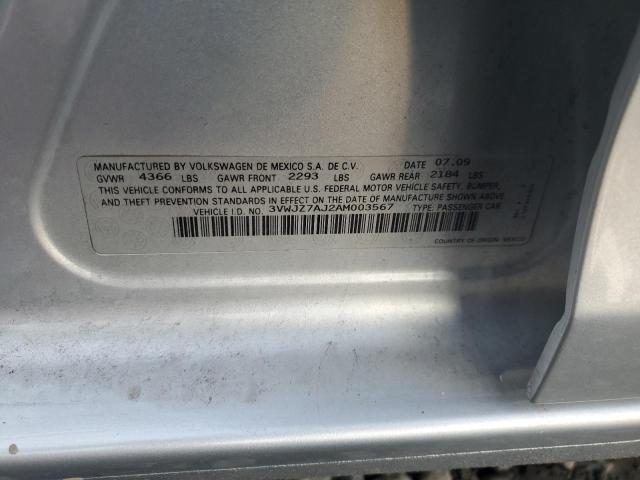 MANUFACTURED BY VOLKSWAGEN DE MEXICO S.A. DE C.V. DATE 07.09
GVWR 4366 LBS GAWR FRONT 2293 LBS GAWR REAR 2184 LBS
THIS VEHICLE CONFORMS TO ALL APPLICABLE U.S. FEDERAL MOTOR VEHICLE SAFETY, BUMPER,
AND THEFT PREVENTION STANDARDS IN EFFECT ON THE DATE OF MANUFACTURE SHOWN ABOVE
VEHICLE I.D. NO. 3VWJZ7AJ2AM003567 TYPE: PASSENGER CAR
COUNTRY OF ORIGIN: MEXICO